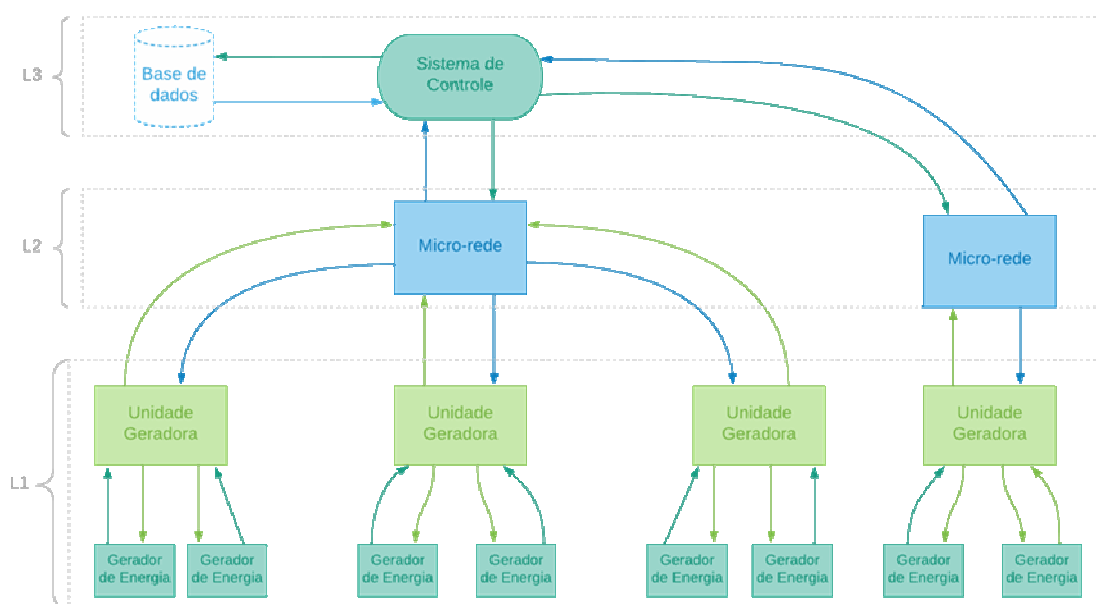 L3
Base de
dados
Sistema de
Controle
L2
Micro-rede
Micro-rede
L1
Unidade
Geradora
Unidade
Geradora
Unidade
Geradora
Unidade
Geradora
Gerador
de Energia
Gerador
de Energia
Gerador
de Energia
Gerador
de Energia
Gerador
de Energia
Gerador
de Energia
Gerador
de Energia
Gerador
de Energia